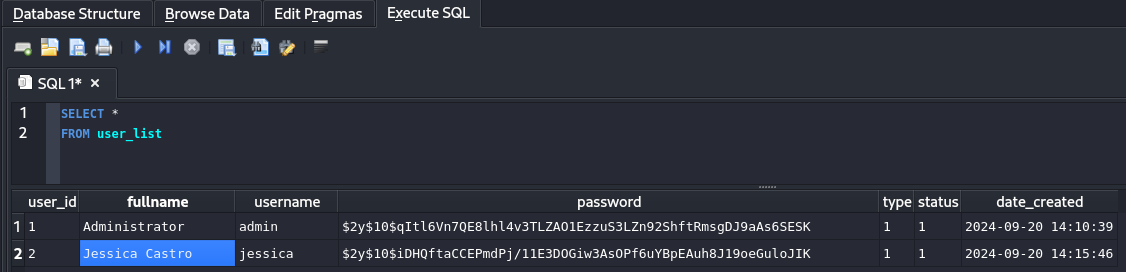 Database Structure Browse Data Edit Pragmas Execute SQL
SQL 1* ×
1 SELECT *
2 FROM user_list
user_id fullname username password type status date_created
1 1 Administrator admin $2y$10$qItl6Vn7QE8lhl4v3TLZAO1EzzuS3LZn92ShftRmsgDJ9aAs6SESK 1 1 2024-09-20 14:10:39
2 2 Jessica Castro jessica $2y$10$iDHQftaCCEPmdPj/11E3DOGiw3AsOPf6uYBpEAuh8J19oeGuloJIK 1 1 2024-09-20 14:15:46